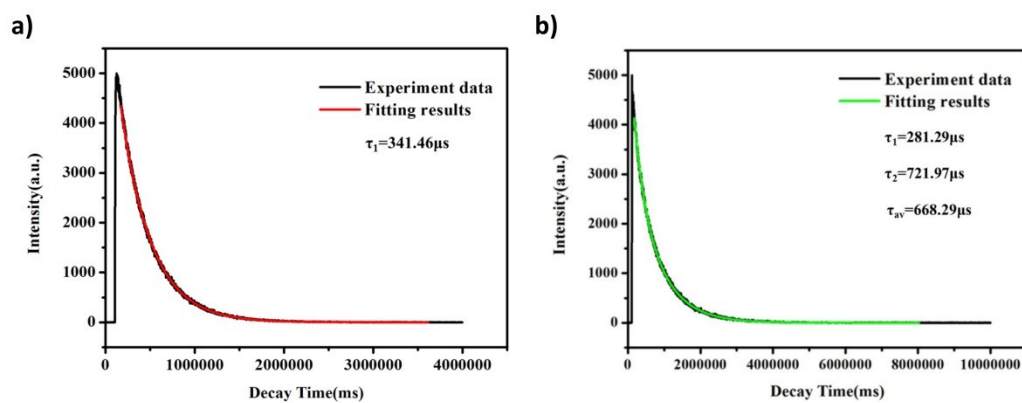 a)
5000
4000
3000
2000
1000
0
Intensity(a.u.)
Experiment data
Fitting results
τ₁=341.46μs
0 1000000 2000000 3000000 4000000
Decay Time(ms)
b)
5000
4000
3000
2000
1000
0
Intensity(a.u.)
Experiment data
Fitting results
τ₁=281.29μs
τ₂=721.97μs
τav=668.29μs
0 2000000 4000000 6000000 8000000 10000000
Decay Time(ms)